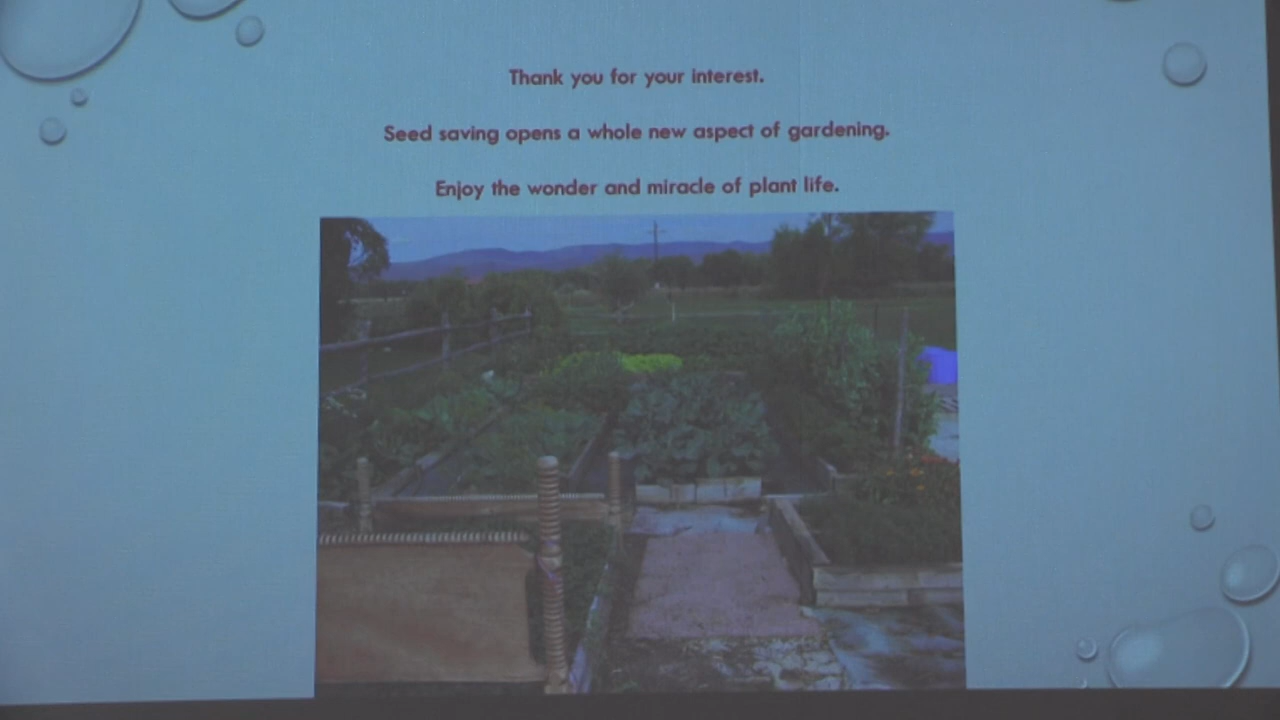 Thank you for your interest.
Seed saving opens a whole new aspect of gardening.
Enjoy the wonder and miracle of plant life.